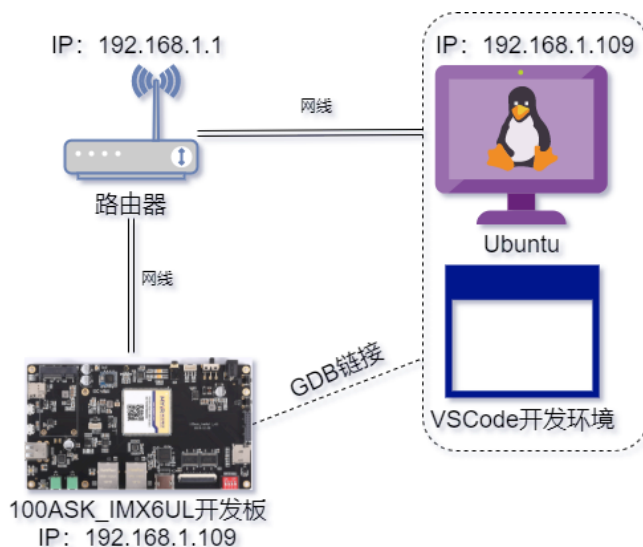 IP：192.168.1.1
IP：192.168.1.109
网线
路由器
Ubuntu
网线
GDB链接
VSCode开发环境
100ASK_IMX6UL开发板
IP：192.168.1.109